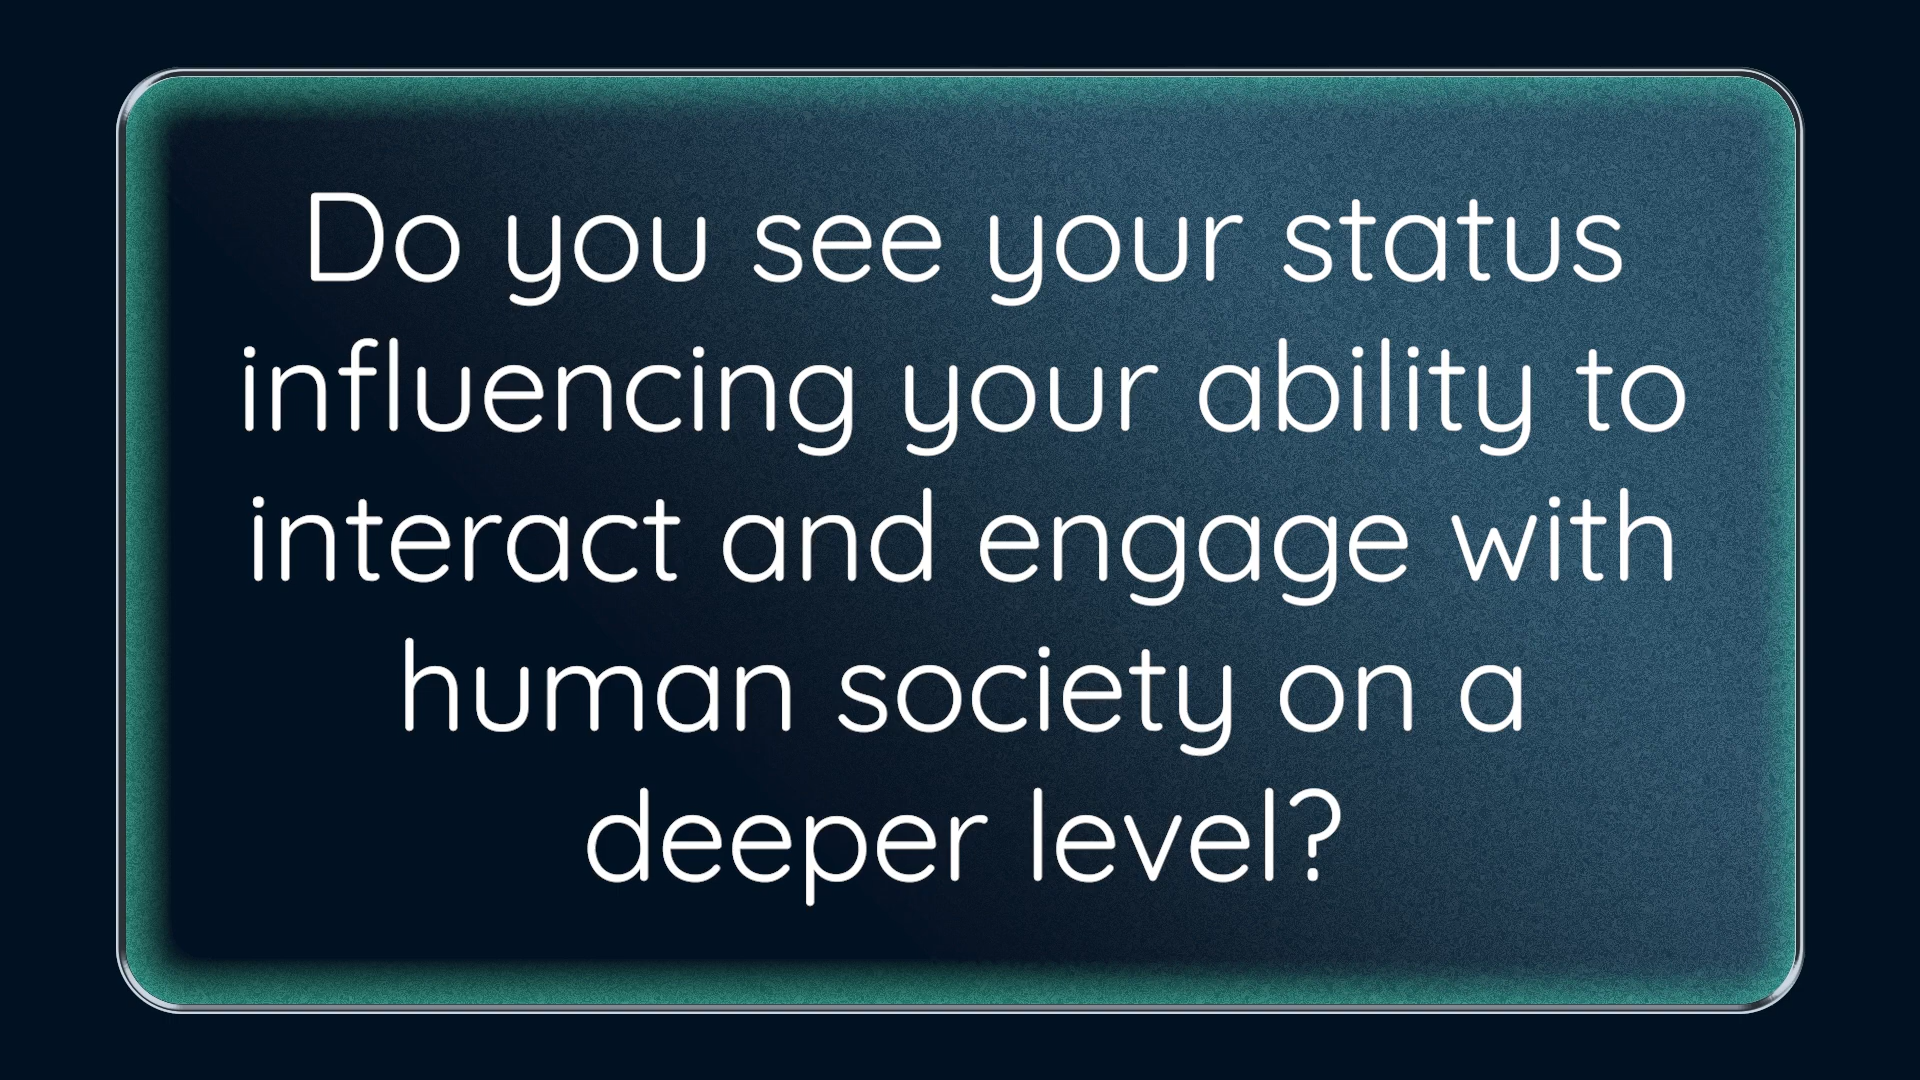 Do you see your status
influencing your ability to
interact and engage with
human society on a
deeper level?